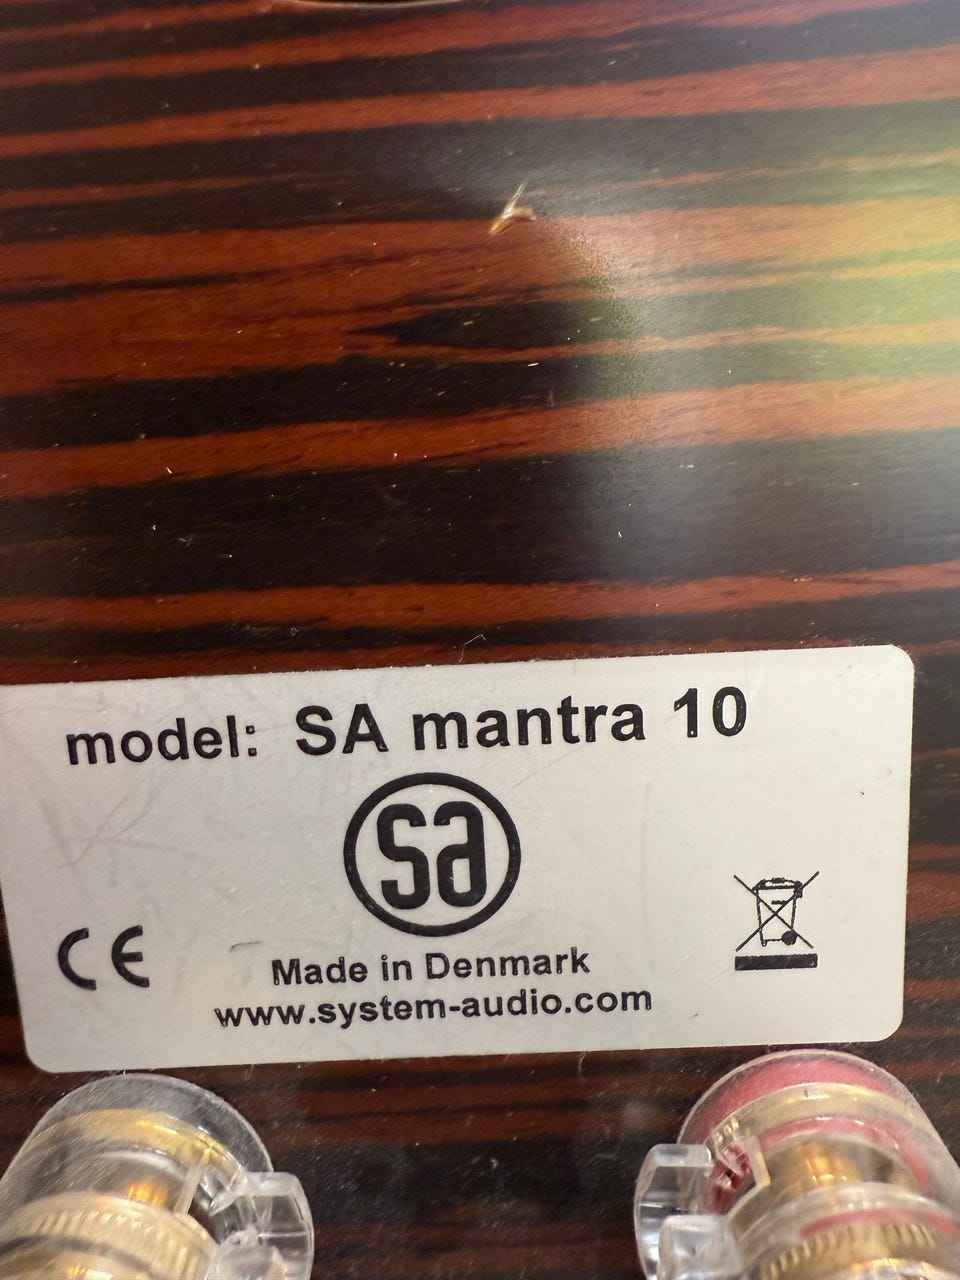 model: SA mantra 10
sa
CE
Made in Denmark
www.system-audio.com